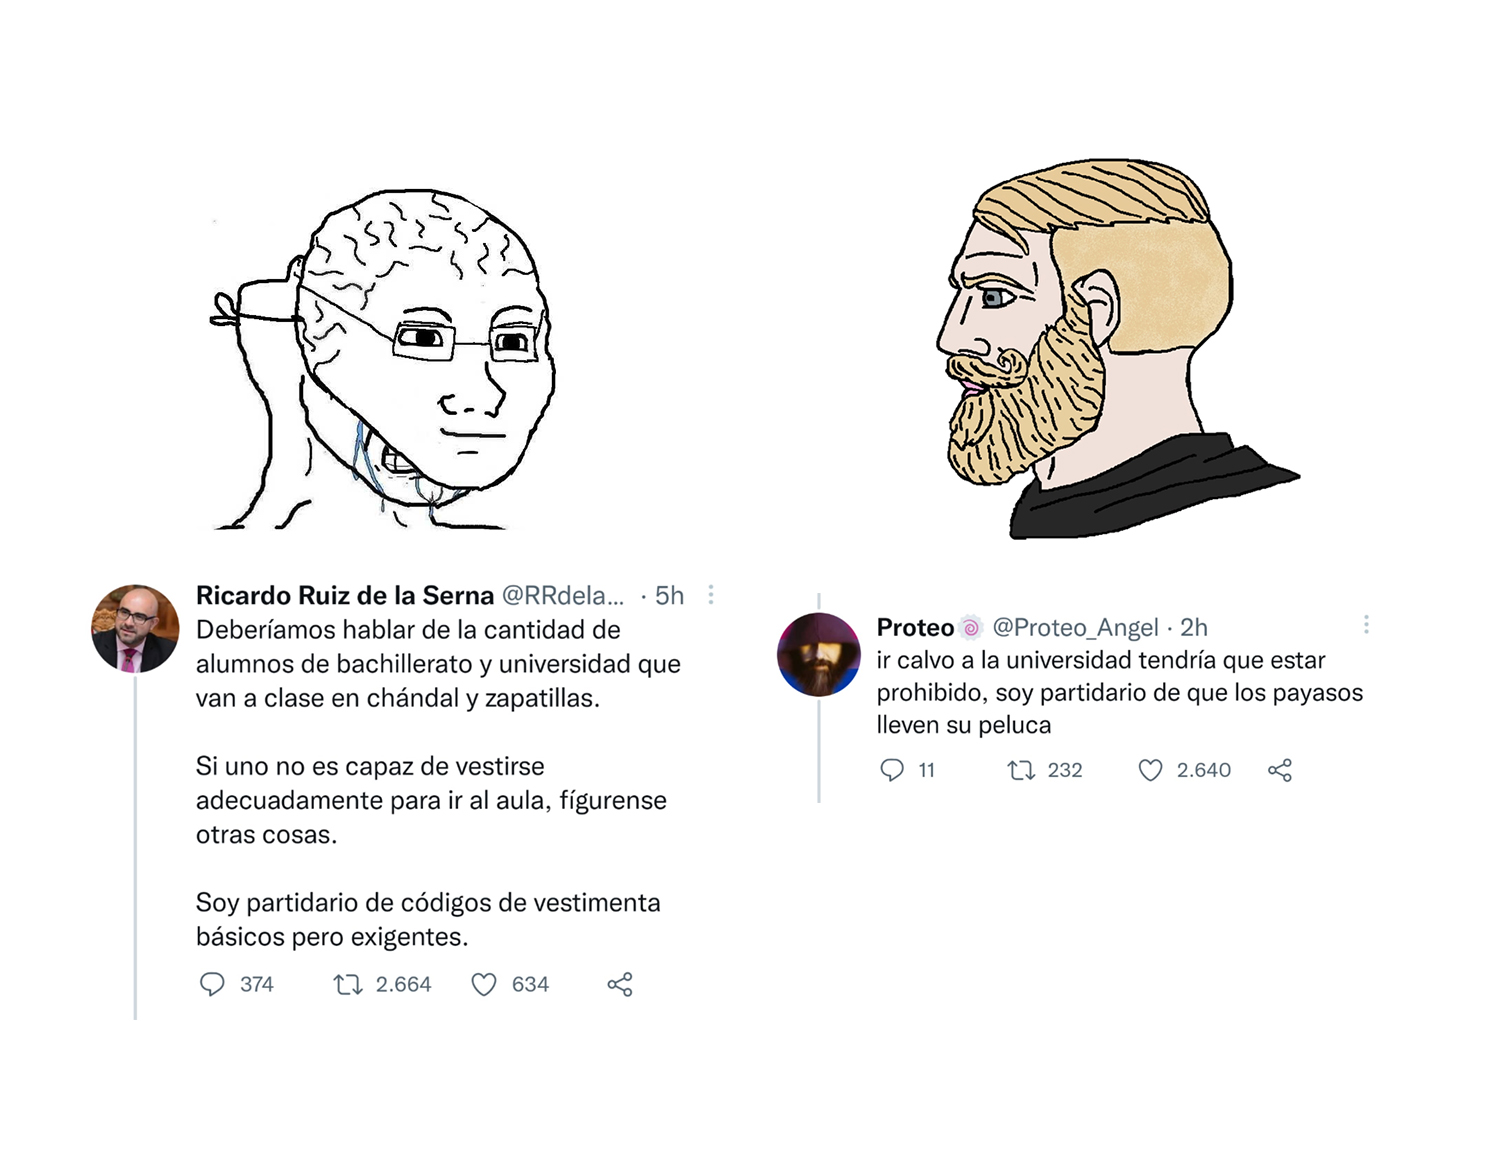 Ricardo Ruiz de la Serna @RRdela... · 5h
Deberíamos hablar de la cantidad de
alumnos de bachillerato y universidad que
van a clase en chándal y zapatillas.
Si uno no es capaz de vestirse
adecuadamente para ir al aula, fígurense
otras cosas.
Soy partidario de códigos de vestimenta
básicos pero exigentes.
374 2.664 634
Proteo🍥 @Proteo_Angel · 2h
ir calvo a la universidad tendría que estar
prohibido, soy partidario de que los payasos
lleven su peluca
11 232 2.640